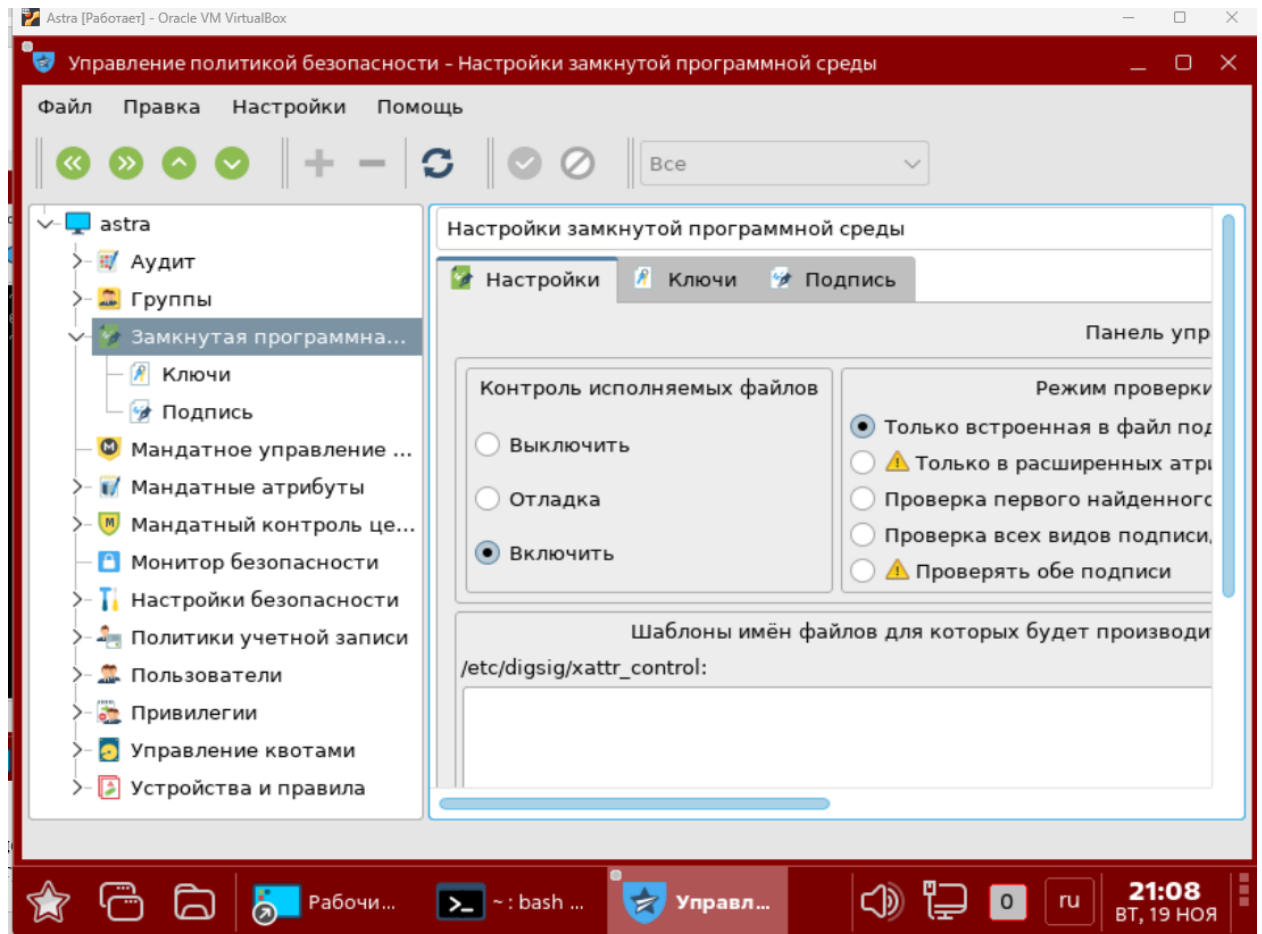 Astra [Работает] - Oracle VM VirtualBox
Управление политикой безопасности – Настройки замкнутой программной среды
Файл Правка Настройки Помощь
Все
astra
Аудит
Группы
Замкнутая программна...
Ключи
Подпись
Мандатное управление ...
Мандатные атрибуты
Мандатный контроль це...
Монитор безопасности
Настройки безопасности
Политики учетной записи
Пользователи
Привилегии
Управление квотами
Устройства и правила
Настройки замкнутой программной среды
Настройки Ключи Подпись
Панель упр
Контроль исполняемых файлов
Выключить
Отладка
Включить
Режим проверки
Только встроенная в файл под
Только в расширенных атри
Проверка первого найденного
Проверка всех видов подписи,
Проверять обе подписи
Шаблоны имён файлов для которых будет производи
/etc/digsig/xattr_control:
Рабочи... ~ : bash ... Управл... 0 ru 21:08
ВТ, 19 НОЯ